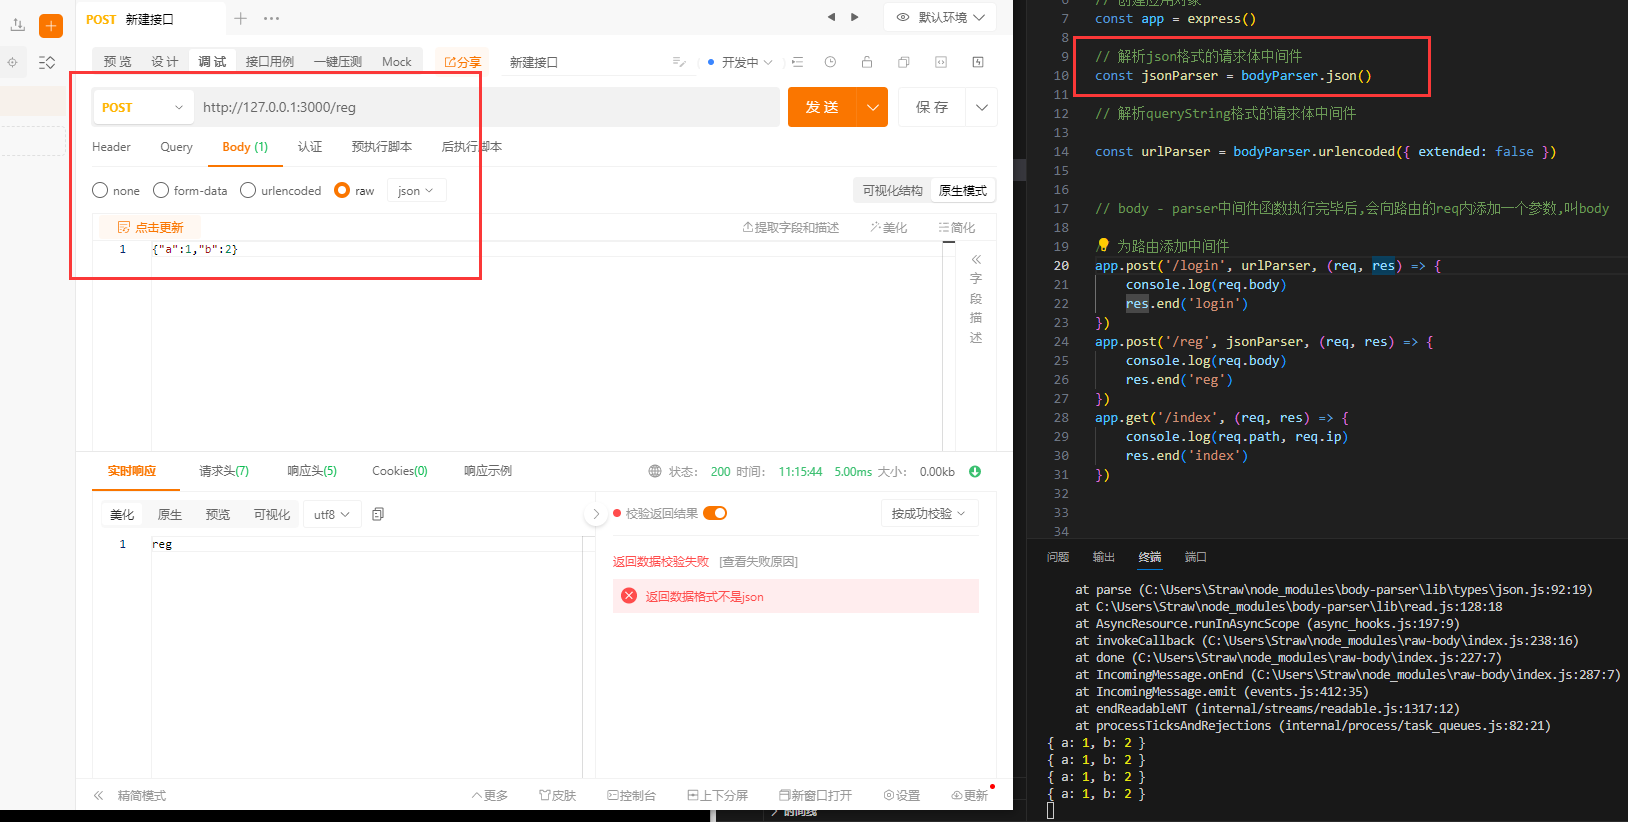 POST 新建接口
默认环境
预 览 设 计 调 试 接口用例 一键压测 Mock
分享
新建接口
开发中
POST http://127.0.0.1:3000/reg
发 送
保 存
Header Query Body (1) 认证 预执行脚本 后执行脚本
none form-data urlencoded raw json
可视化结构 原生模式
点击更新
提取字段和描述 美化 简化
1 {"a":1,"b":2}
字
段
描
述
实时响应 请求头(7) 响应头(5) Cookies(0) 响应示例
状态: 200 时间: 11:15:44 5.00ms 大小: 0.00kb
美化 原生 预览 可视化 utf8
1 reg
校验返回结果
按成功校验
返回数据校验失败 [查看失败原因]
返回数据格式不是json
精简模式
更多 皮肤 控制台 上下分屏 新窗口打开 设置 更新
时间线
6 // 创建应用对象
7 const app = express()
8
9 // 解析json格式的请求体中间件
10 const jsonParser = bodyParser.json()
11
12 // 解析queryString格式的请求体中间件
13
14 const urlParser = bodyParser.urlencoded({ extended: false })
15
16
17 // body - parser中间件函数执行完毕后,会向路由的req内添加一个参数,叫body
18
19 // 为路由添加中间件
20 app.post('/login', urlParser, (req, res) => {
21 console.log(req.body)
22 res.end('login')
23 })
24 app.post('/reg', jsonParser, (req, res) => {
25 console.log(req.body)
26 res.end('reg')
27 })
28 app.get('/index', (req, res) => {
29 console.log(req.path, req.ip)
30 res.end('index')
31 })
32
33
34
问题 输出 终端 端口
at parse (C:\Users\Straw\node_modules\body-parser\lib\types\json.js:92:19)
at C:\Users\Straw\node_modules\body-parser\lib\read.js:128:18
at AsyncResource.runInAsyncScope (async_hooks.js:197:9)
at invokeCallback (C:\Users\Straw\node_modules\raw-body\index.js:238:16)
at done (C:\Users\Straw\node_modules\raw-body\index.js:227:7)
at IncomingMessage.onEnd (C:\Users\Straw\node_modules\raw-body\index.js:287:7)
at IncomingMessage.emit (events.js:412:35)
at endReadableNT (internal/streams/readable.js:1317:12)
at processTicksAndRejections (internal/process/task_queues.js:82:21)
{ a: 1, b: 2 }
{ a: 1, b: 2 }
{ a: 1, b: 2 }
{ a: 1, b: 2 }